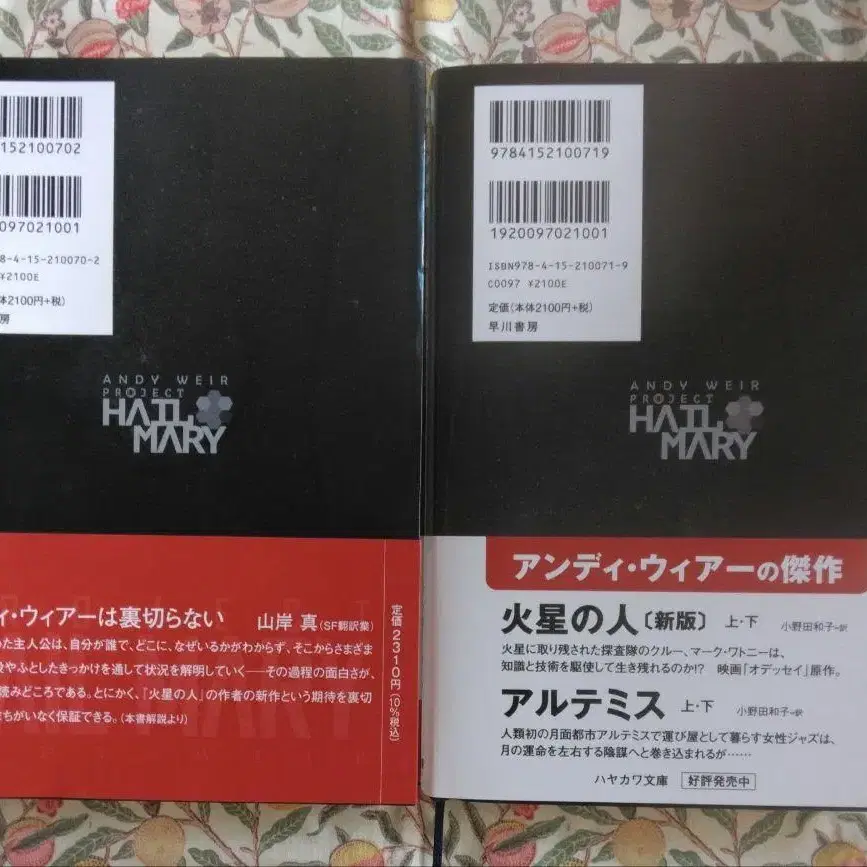 152100702
097021001
8-4-15-210070-2
¥2100E
本2100円+税)
房
ANDY WEIR
PROJECT
HAIL
MARY
ィ・ウィアーは裏切らない 山岸 真(SF翻訳業)
た主人公は、自分が誰で、どこに、なぜいるかがわからず、そこからさまざま
やふとしたきっかけを通して状況を解明していく——その過程の面白さが、
読みどころである。とにかく、『火星の人』の作者の新作という期待を裏切
まちがいなく保証できる。(本書解説より)
定価2310円(10%税込)
9784152100719
1920097021001
ISBN978-4-15-210071-9
C0097 ¥2100E
定価(本体2100円+税)
早川書房
ANDY WEIR
PROJECT
HAIL
MARY
アンディ・ウィアーの傑作
火星の人〔新版〕 上・下 小野田和子=訳
火星に取り残された探査隊のクルー、マーク・ワトニーは、
知識と技術を駆使して生き残れるのか!? 映画「オデッセイ」原作。
アルテミス 上・下 小野田和子=訳
人類初の月面都市アルテミスで運び屋として暮らす女性ジャズは、
月の運命を左右する陰謀へと巻き込まれるが……
ハヤカワ文庫 好評発売中